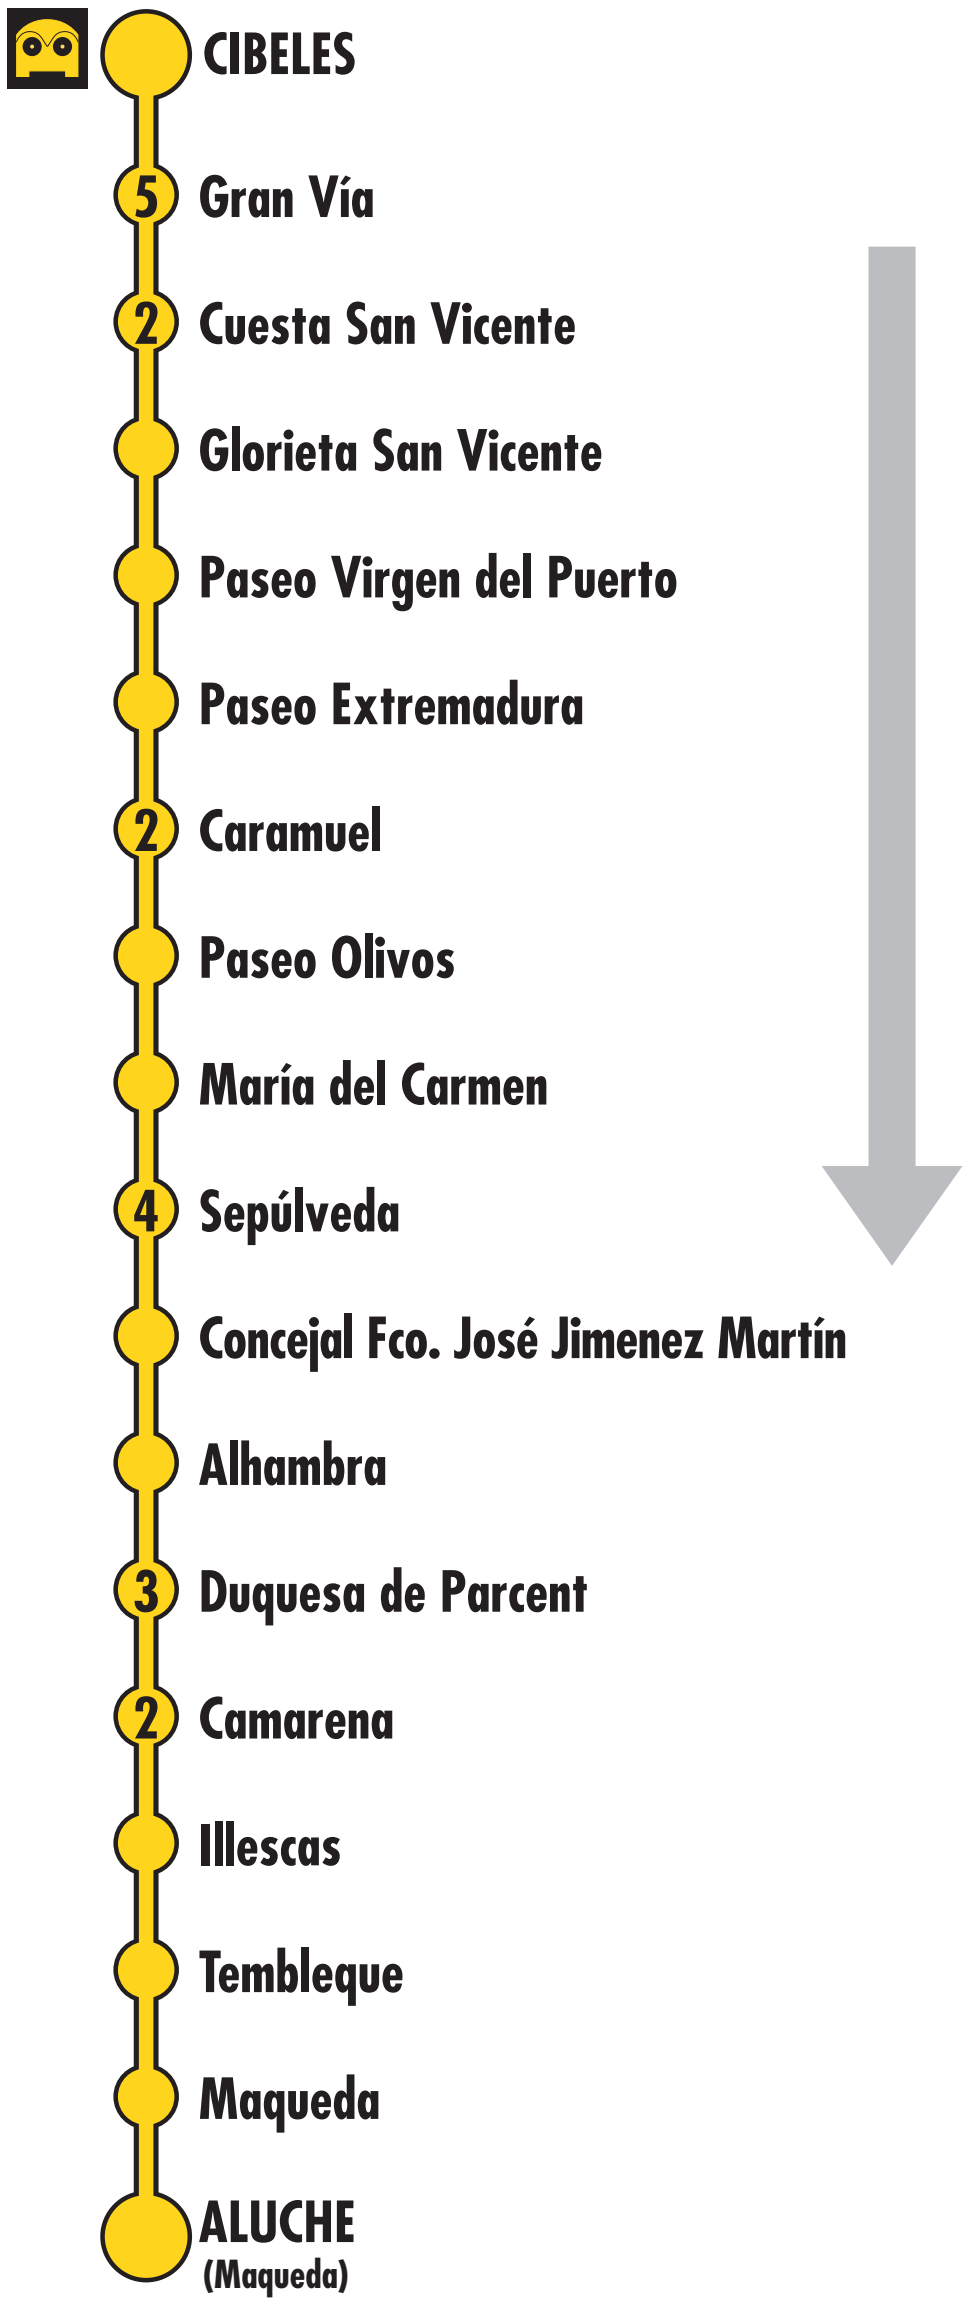 CIBELES
5 Gran Vía
2 Cuesta San Vicente
Glorieta San Vicente
Paseo Virgen del Puerto
Paseo Extremadura
2 Caramuel
Paseo Olivos
María del Carmen
4 Sepúlveda
Concejal Fco. José Jimenez Martín
Alhambra
3 Duquesa de Parcent
2 Camarena
Illescas
Tembleque
Maqueda
ALUCHE
(Maqueda)